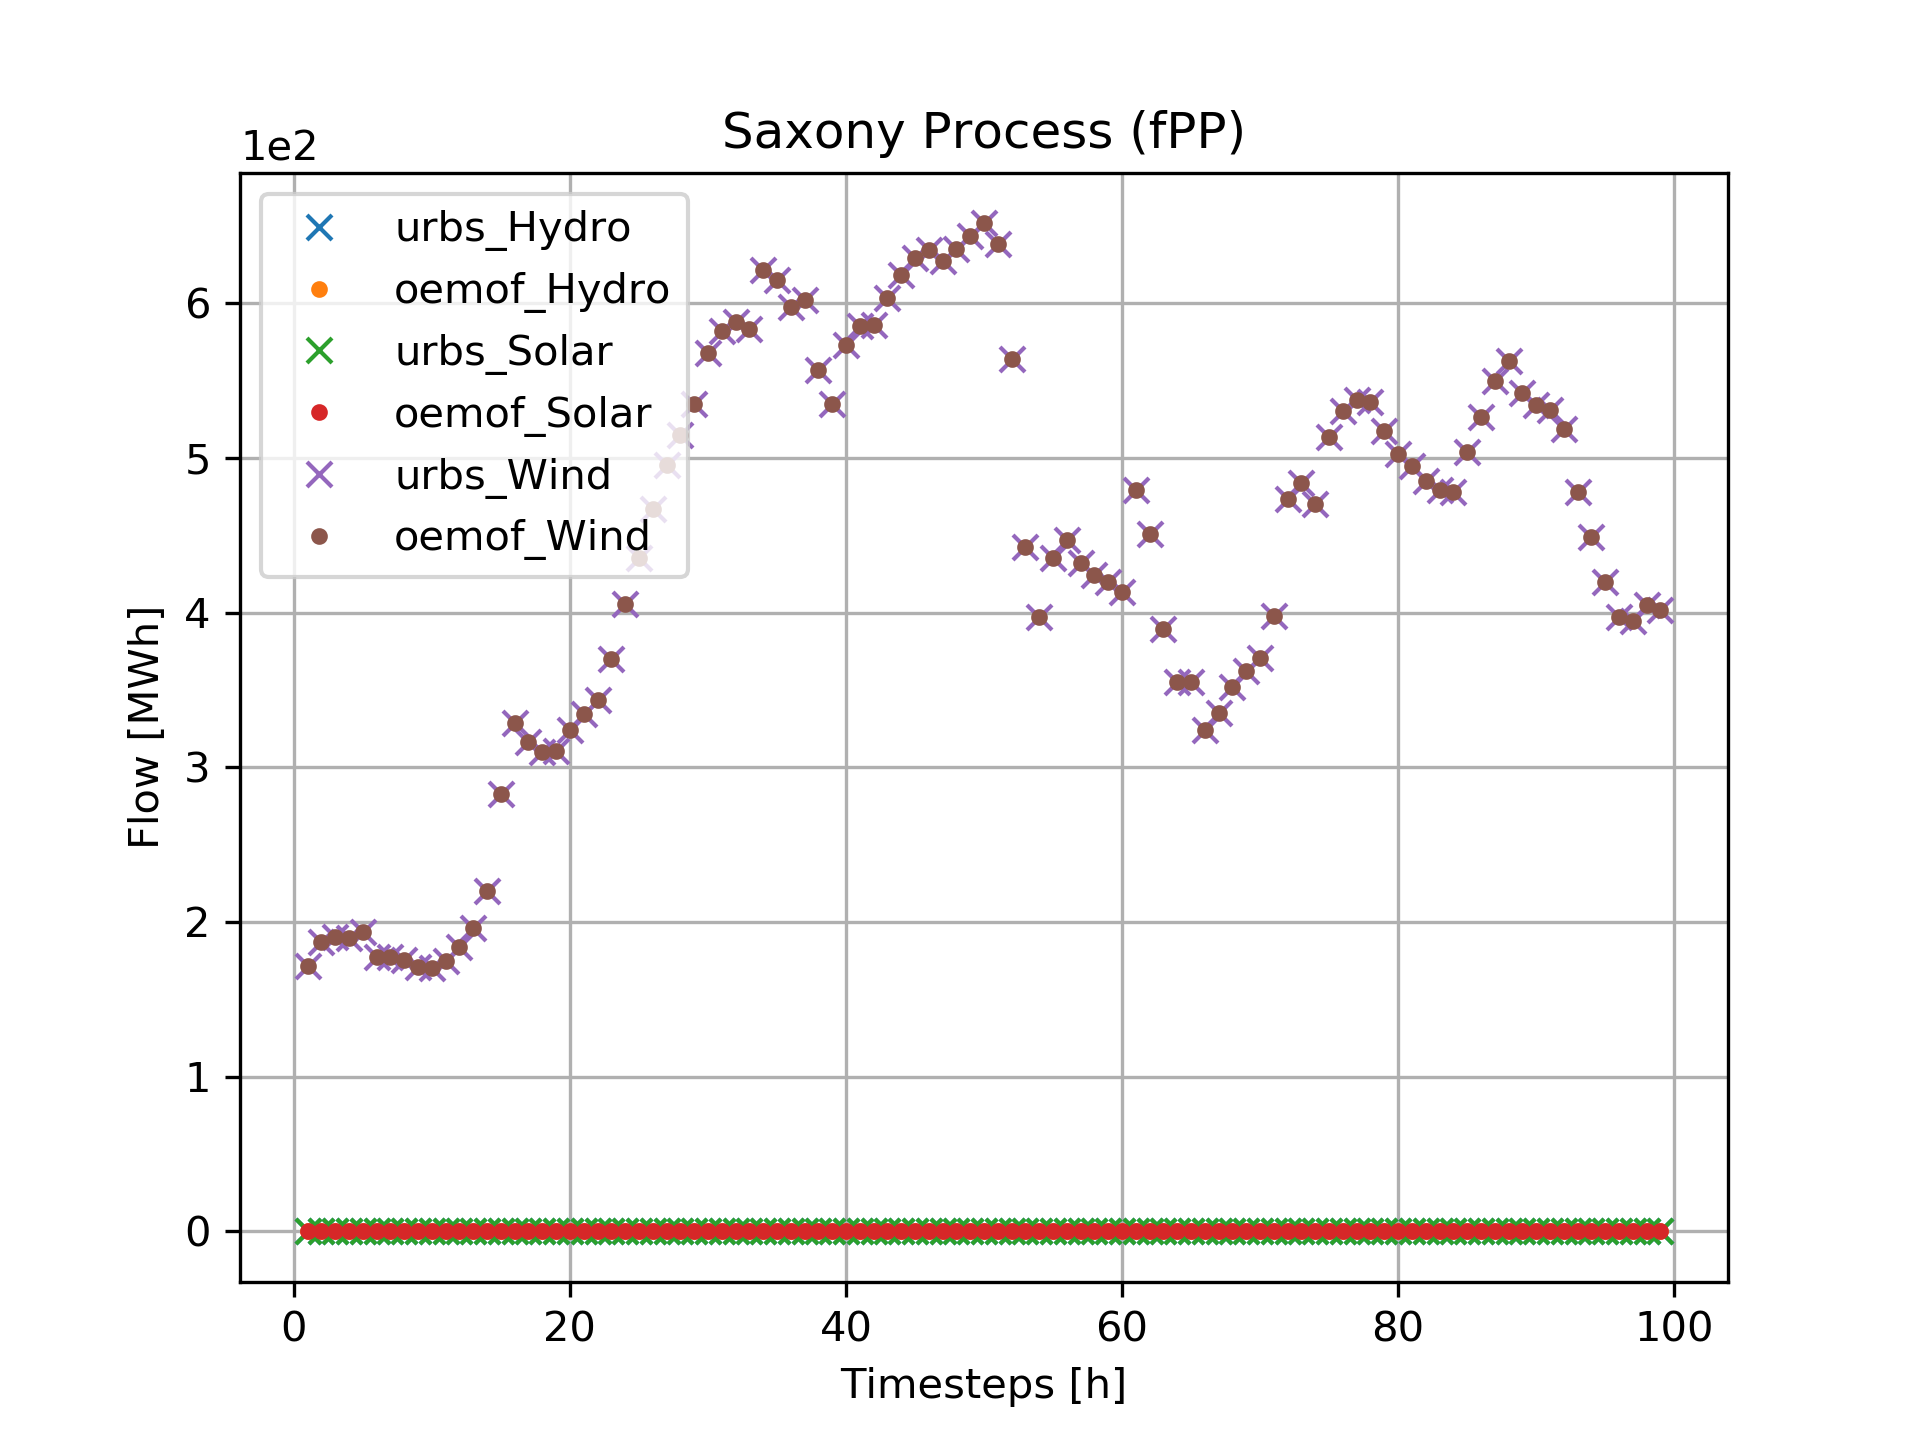 Saxony Process (fPP)
1e2
urbs_Hydro
oemof_Hydro
urbs_Solar
oemof_Solar
urbs_Wind
oemof_Wind
6
5
4
3
2
1
0
Flow [MWh]
0 20 40 60 80 100
Timesteps [h]